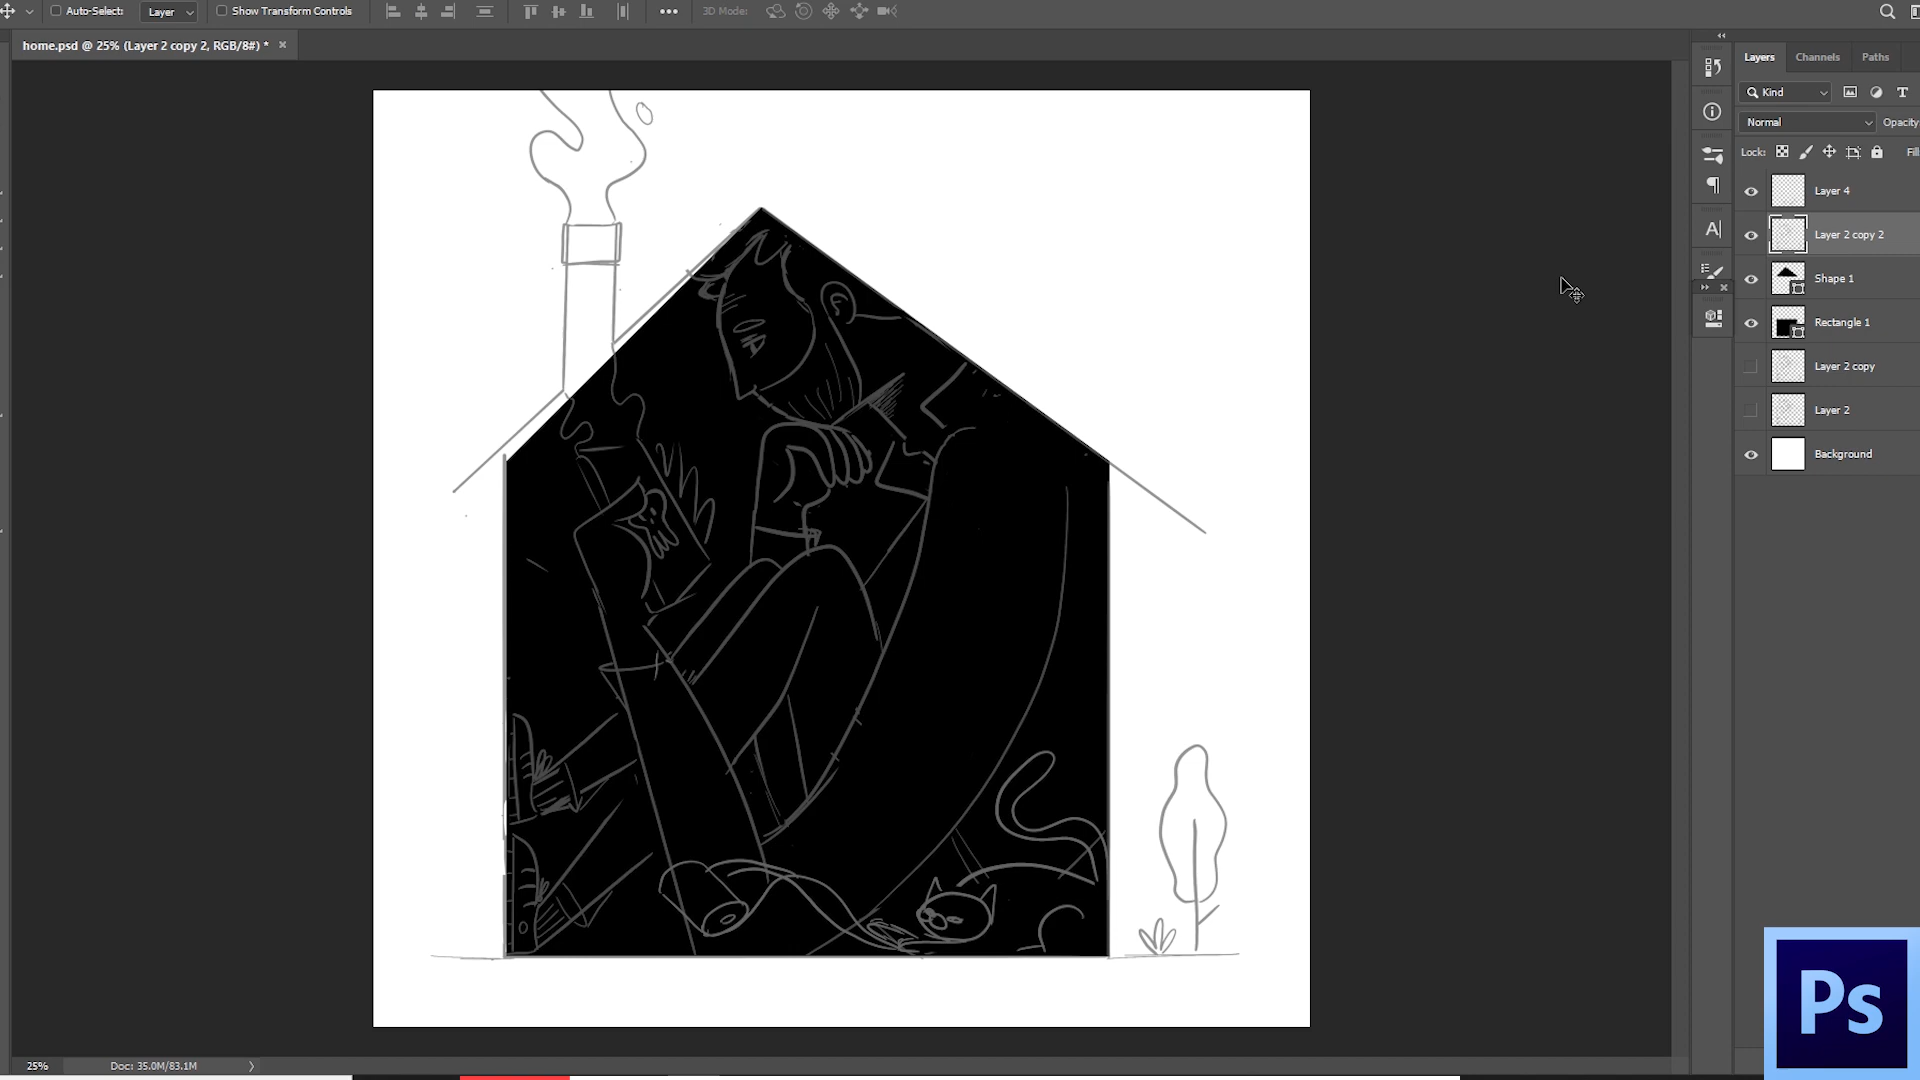 Auto-Select: Layer Show Transform Controls 3D Mode:
home.psd @ 25% (Layer 2 copy 2, RGB/8#) *
Layers Channels Paths
Kind
Normal Opacity
Lock: Fill
Layer 4
Layer 2 copy 2
Shape 1
Rectangle 1
Layer 2 copy
Layer 2
Background
Ps
25% Doc: 35.0M/83.1M